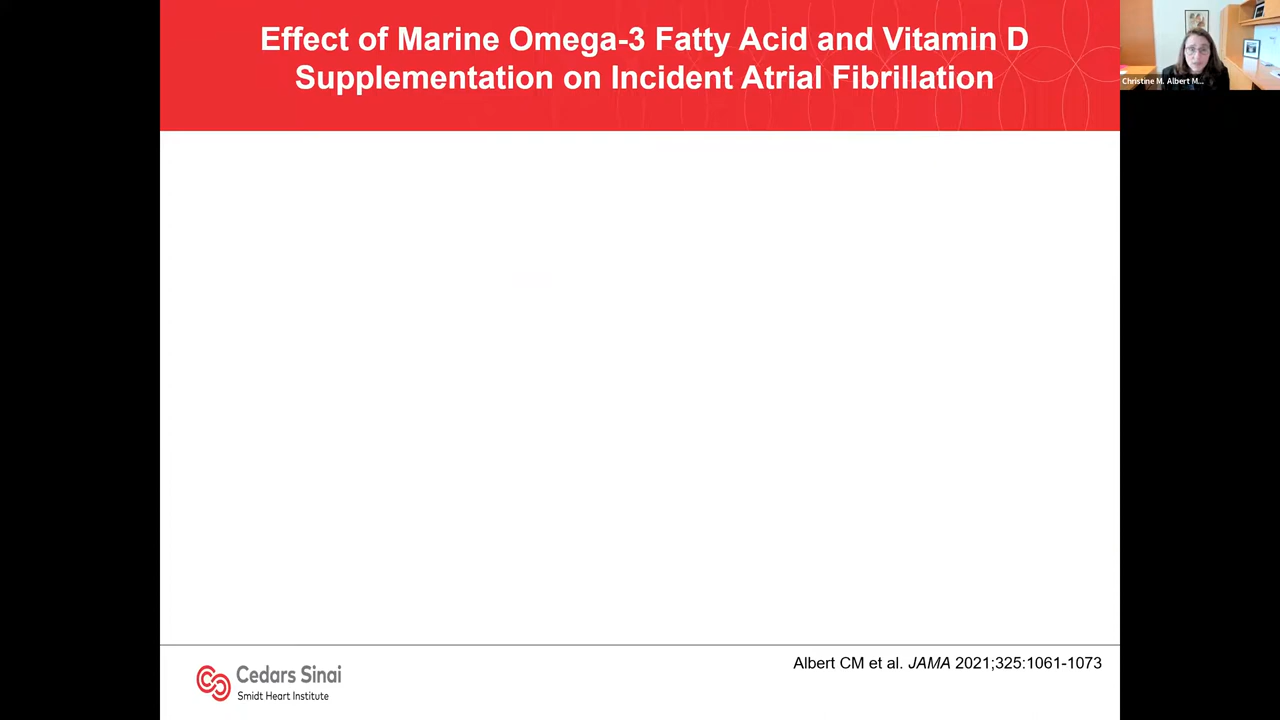 Effect of Marine Omega-3 Fatty Acid and Vitamin D
Supplementation on Incident Atrial Fibrillation
Christine M. Albert M...
Albert CM et al. JAMA 2021;325:1061-1073
Cedars Sinai
Smidt Heart Institute